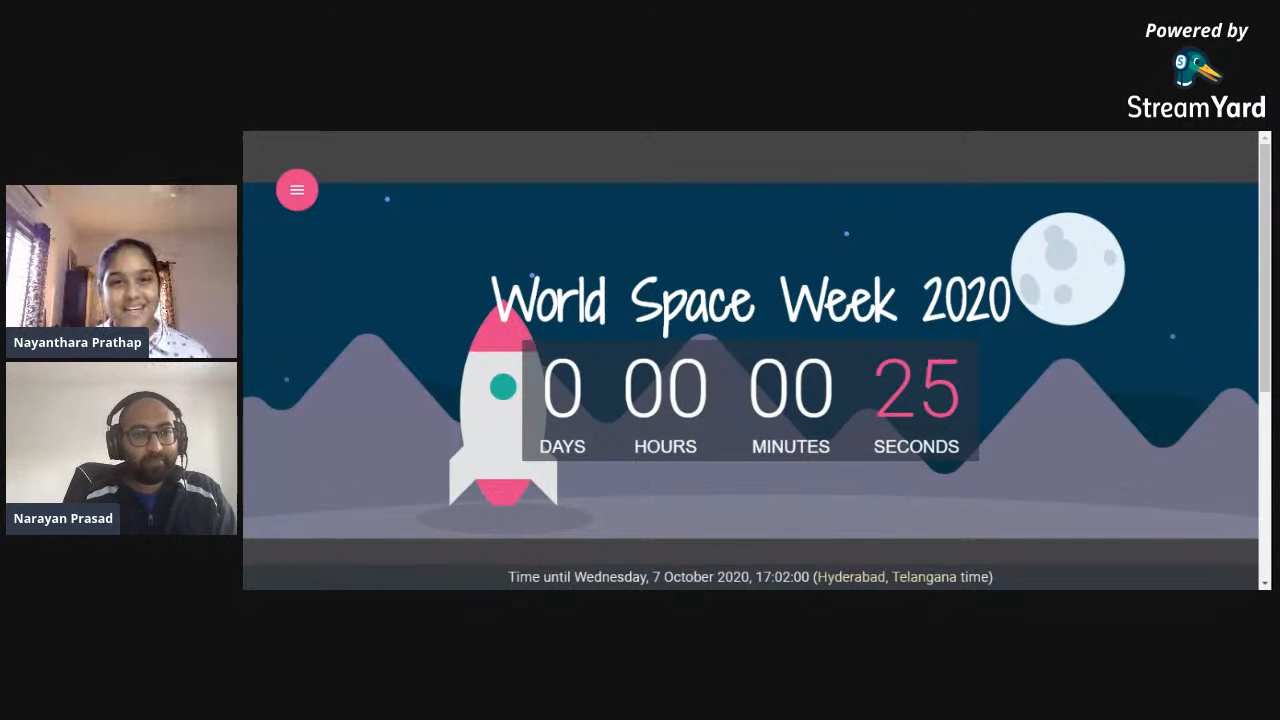 Powered by
StreamYard
Nayanthara Prathap
Narayan Prasad
World Space Week 2020
0 00 00 25
DAYS HOURS MINUTES SECONDS
Time until Wednesday, 7 October 2020, 17:02:00 (Hyderabad, Telangana time)